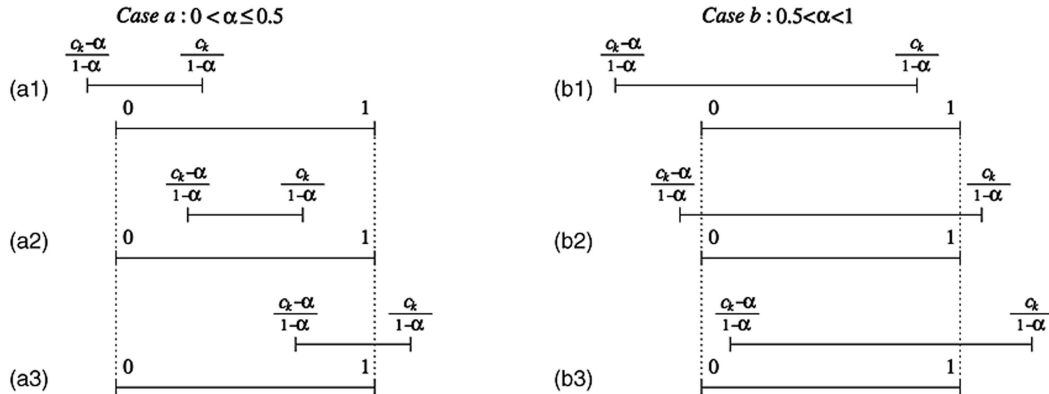 Case a : 0 < α ≤ 0.5
Case b : 0.5<α<1
(a1)
c_k-α / 1-α
c_k / 1-α
0 1
(b1)
c_k-α / 1-α
c_k / 1-α
0 1
(a2)
c_k-α / 1-α
c_k / 1-α
0 1
(b2)
c_k-α / 1-α
c_k / 1-α
0 1
(a3)
c_k-α / 1-α
c_k / 1-α
0 1
(b3)
c_k-α / 1-α
c_k / 1-α
0 1